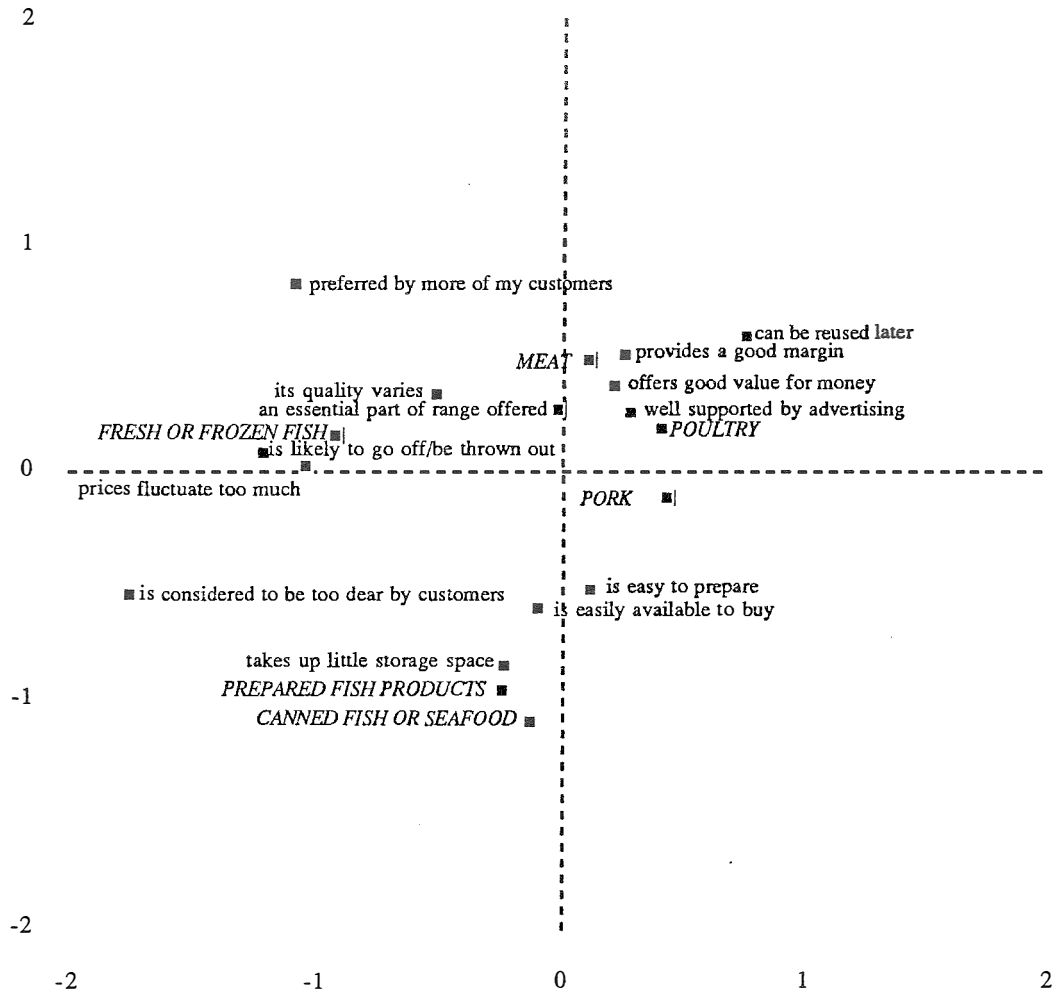 2
1
preferred by more of my customers
can be reused later
provides a good margin
MEAT
offers good value for money
its quality varies
an essential part of range offered
well supported by advertising
FRESH OR FROZEN FISH
POULTRY
is likely to go off/be thrown out
0
prices fluctuate too much
PORK
is easy to prepare
is considered to be too dear by customers
is easily available to buy
takes up little storage space
-1
PREPARED FISH PRODUCTS
CANNED FISH OR SEAFOOD
-2
-2 -1 0 1 2